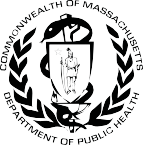 COMMONWEALTH OF MASSACHUSETTS
DEPARTMENT OF PUBLIC HEALTH